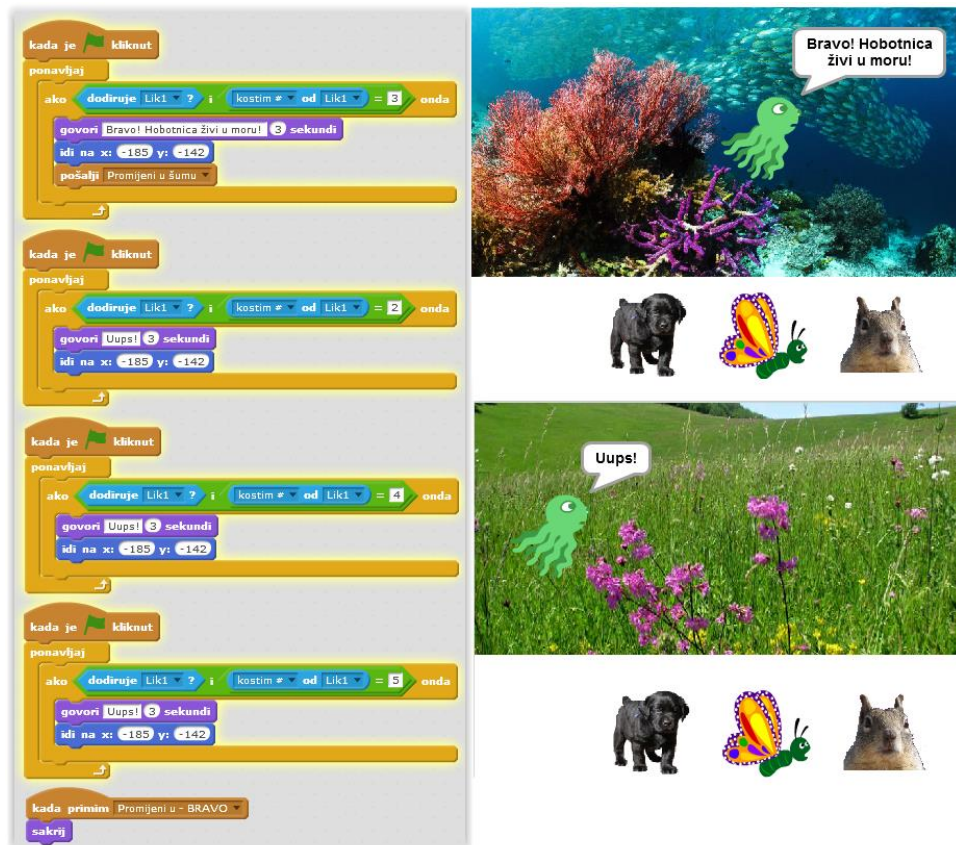 kada je kliknut
ponavljaj
ako dodiruje Lik1 ? i kostim # od Lik1 = 3 onda
govori Bravo! Hobotnica živi u moru! 3 sekundi
idi na x: -185 y: -142
pošalji Promijeni u šumu
kada je kliknut
ponavljaj
ako dodiruje Lik1 ? i kostim # od Lik1 = 2 onda
govori Uups! 3 sekundi
idi na x: -185 y: -142
kada je kliknut
ponavljaj
ako dodiruje Lik1 ? i kostim # od Lik1 = 4 onda
govori Uups! 3 sekundi
idi na x: -185 y: -142
kada je kliknut
ponavljaj
ako dodiruje Lik1 ? i kostim # od Lik1 = 5 onda
govori Uups! 3 sekundi
idi na x: -185 y: -142
kada primim Promijeni u - BRAVO
sakrij
Bravo! Hobotnica
živi u moru!
Uups!